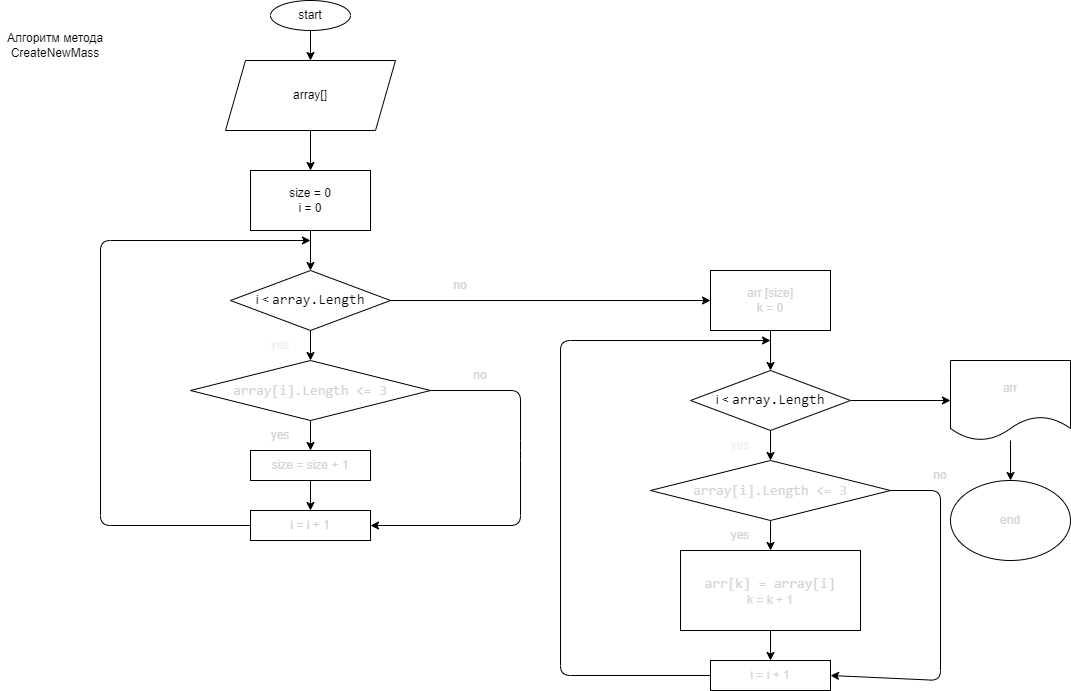 Алгоритм метода
CreateNewMass
start
array[]
size = 0
i = 0
i < array.Length
no
yes
array[i].Length <= 3
no
yes
size = size + 1
i = i + 1
arr [size]
k = 0
i < array.Length
yes
array[i].Length <= 3
no
yes
arr[k] = array[i]
k = k + 1
i = i + 1
arr
end